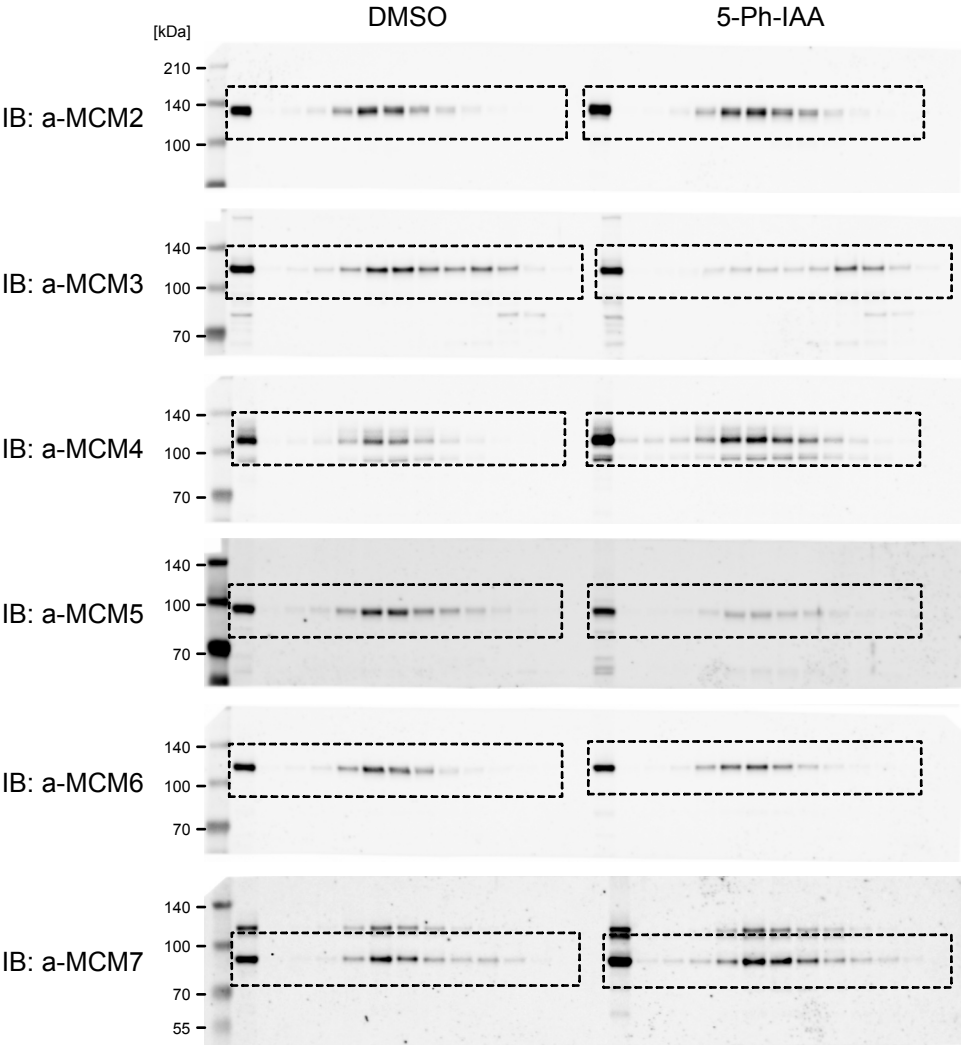 DMSO 5-Ph-IAA
[kDa]
210
IB: a-MCM2
140
100
140
IB: a-MCM3
100
70
140
IB: a-MCM4
100
70
140
IB: a-MCM5
100
70
140
IB: a-MCM6
100
70
140
IB: a-MCM7
100
70
55